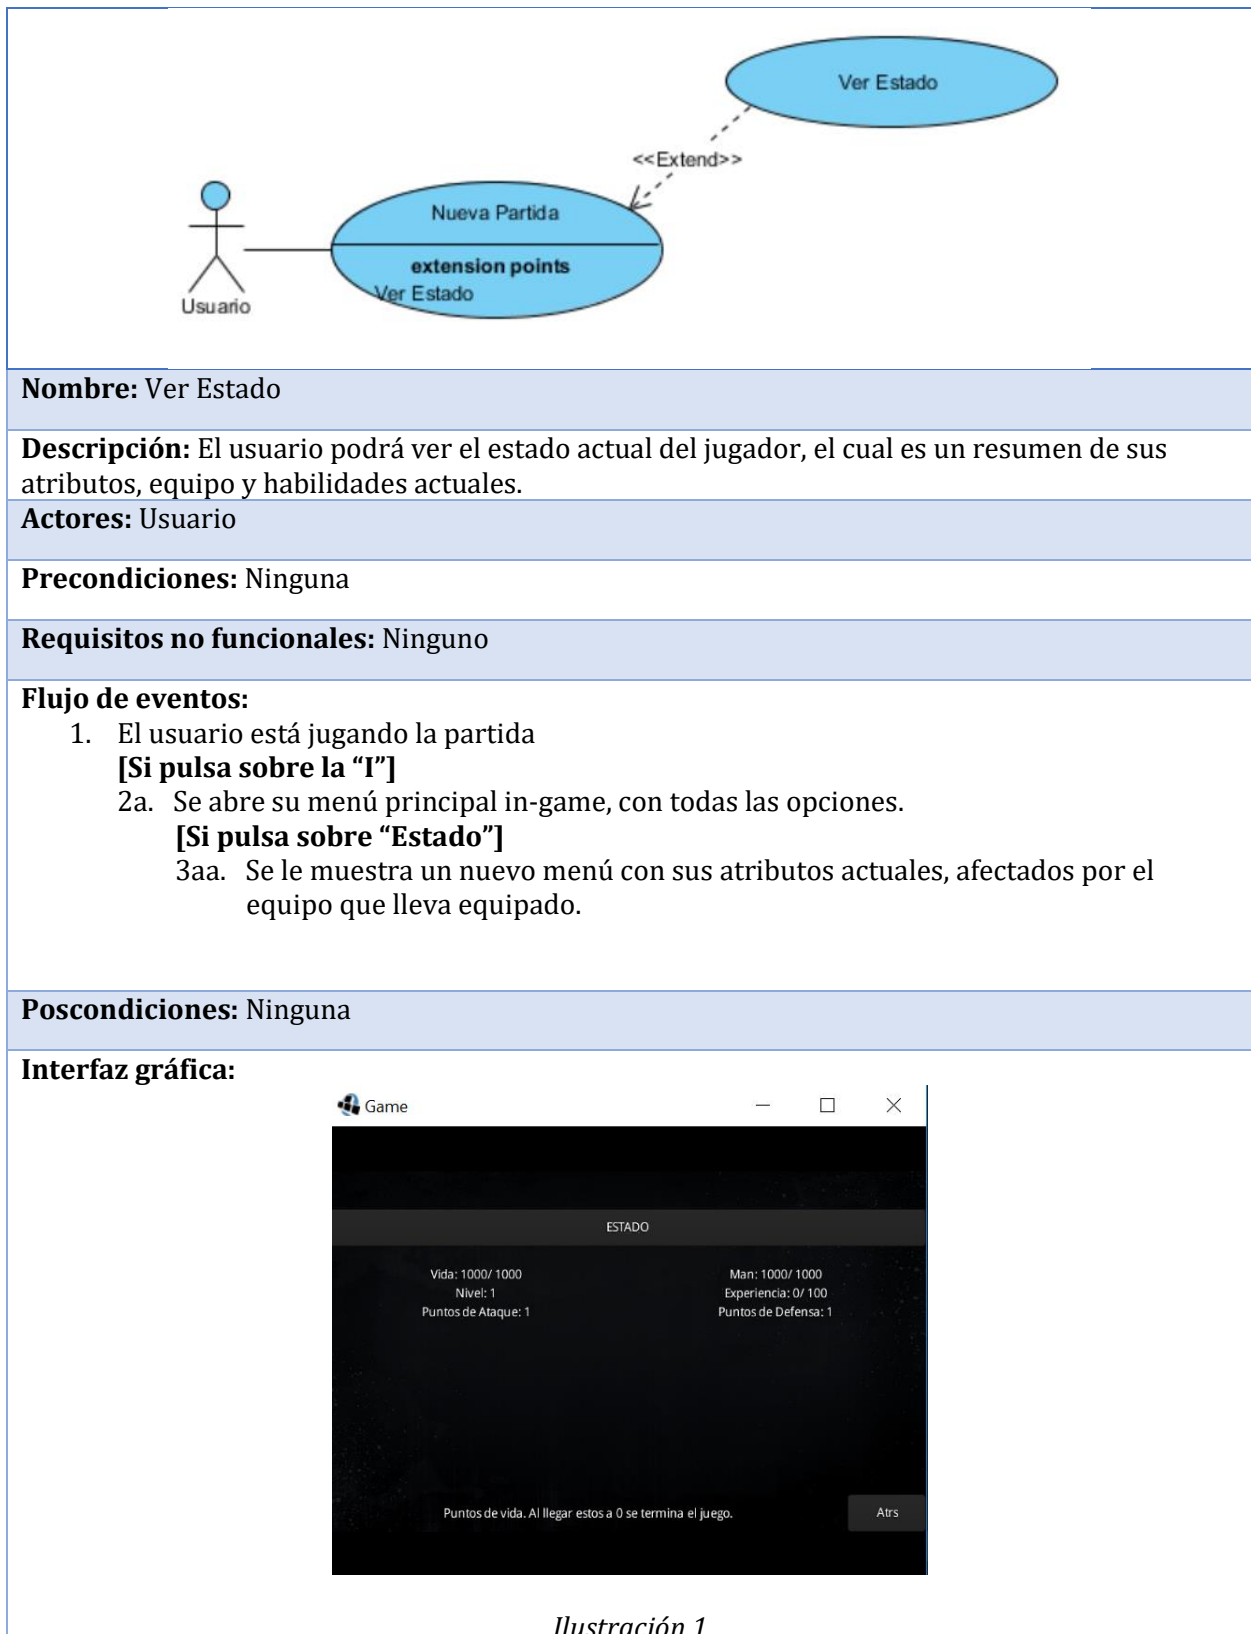 Ver Estado
<<Extend>>
Nueva Partida
extension points
Ver Estado
Usuario
Nombre: Ver Estado
Descripción: El usuario podrá ver el estado actual del jugador, el cual es un resumen de sus
atributos, equipo y habilidades actuales.
Actores: Usuario
Precondiciones: Ninguna
Requisitos no funcionales: Ninguno
Flujo de eventos:
1. El usuario está jugando la partida
[Si pulsa sobre la “I”]
2a. Se abre su menú principal in-game, con todas las opciones.
[Si pulsa sobre “Estado”]
3aa. Se le muestra un nuevo menú con sus atributos actuales, afectados por el
equipo que lleva equipado.
Poscondiciones: Ninguna
Interfaz gráfica:
Game
ESTADO
Vida: 1000/ 1000
Man: 1000/ 1000
Nivel: 1
Experiencia: 0/ 100
Puntos de Ataque: 1
Puntos de Defensa: 1
Puntos de vida. Al llegar estos a 0 se termina el juego.
Atrs
Ilustración 1